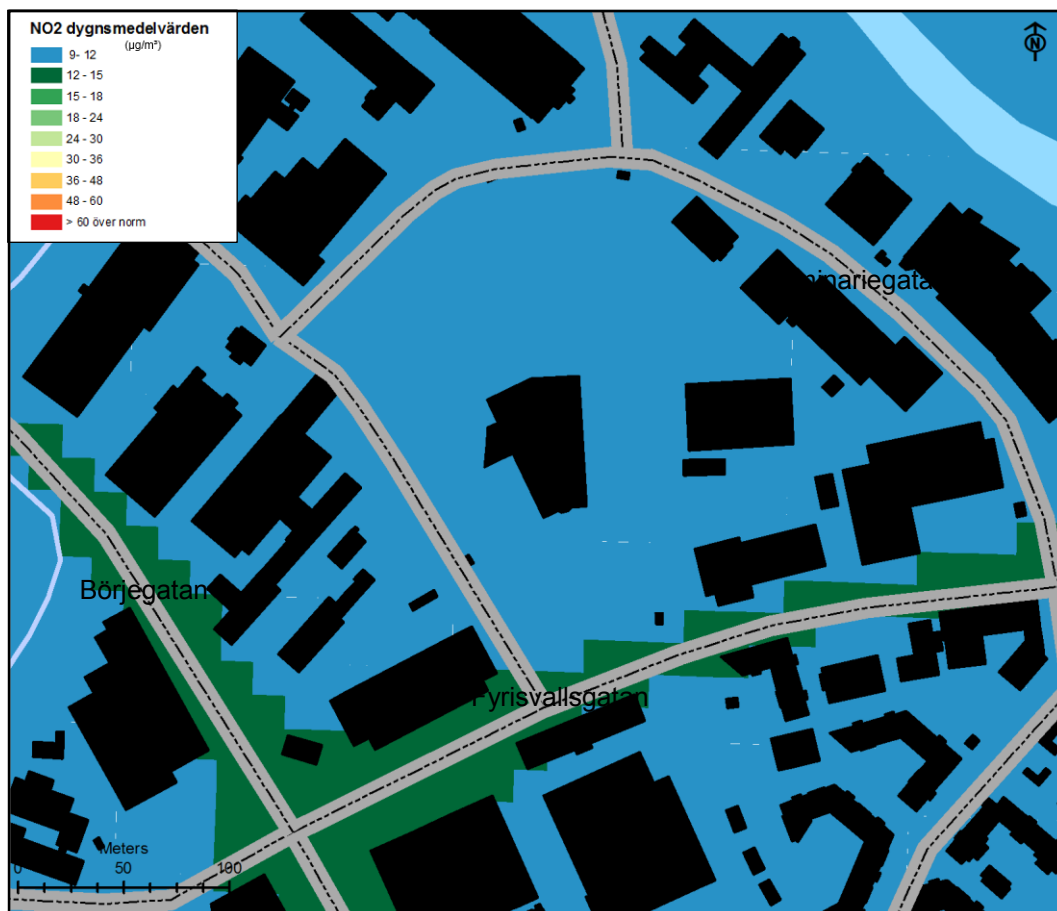 NO2 dygnsmedelvärden
(µg/m³)
9- 12
12 - 15
15 - 18
18 - 24
24 - 30
30 - 36
36 - 48
48 - 60
> 60 över norm
N
Börjegatan
Fyrisvallsgatan
Meters
0 50 100